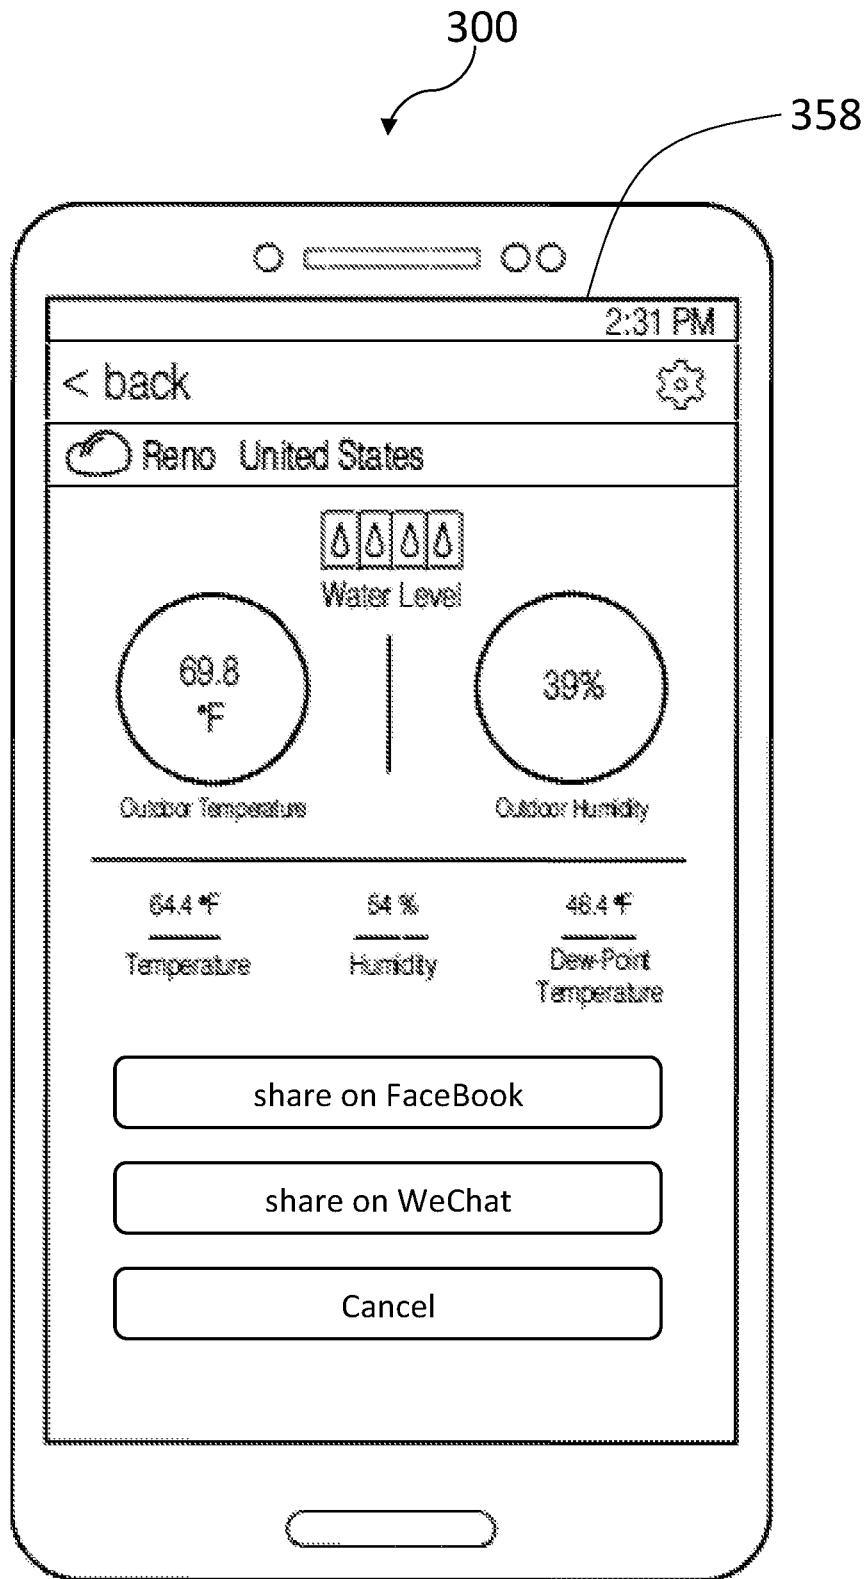 300
358
2:31 PM
< back
Reno United States
Water Level
69.8
°F
39%
Outdoor Temperature
Outdoor Humidity
64.4 °F
54 %
48.4 °F
Temperature
Humidity
Dew-Point
Temperature
share on FaceBook
share on WeChat
Cancel